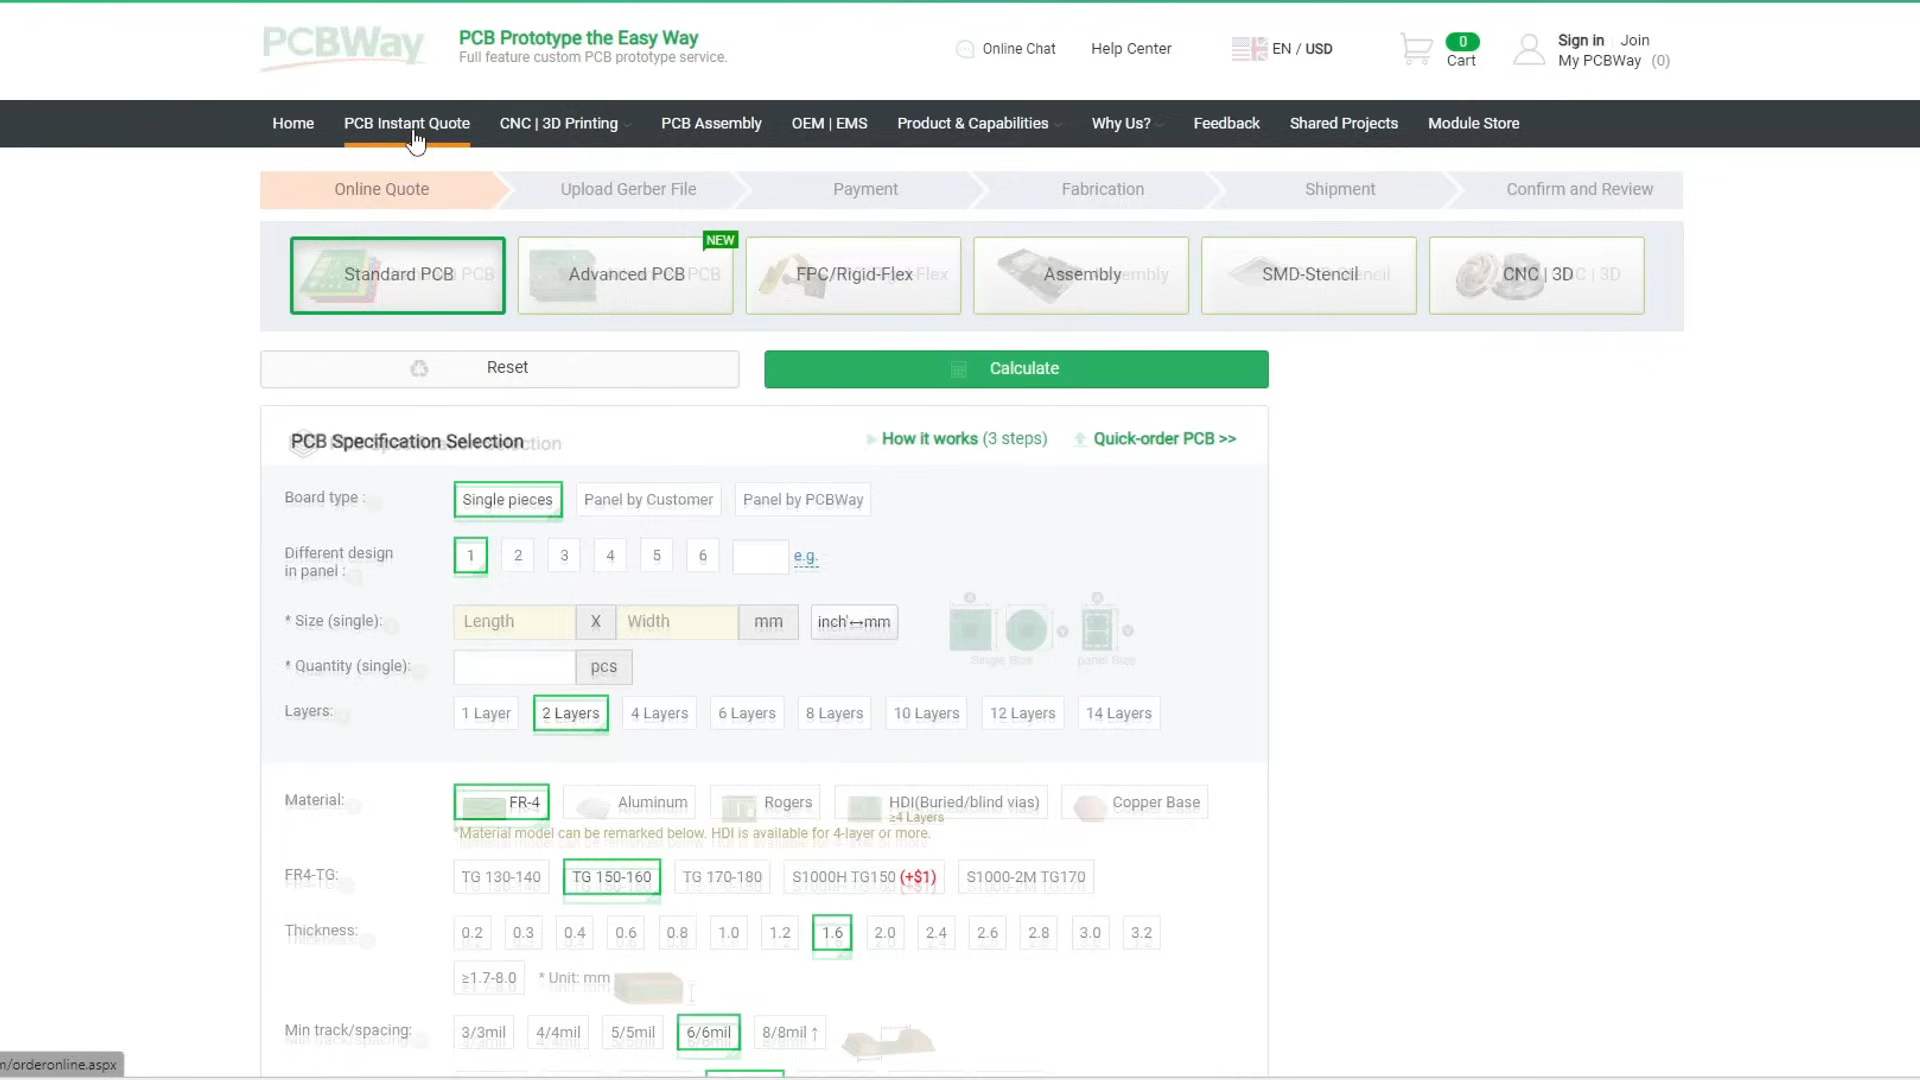 PCBWay
PCB Prototype the Easy Way
Full feature custom PCB prototype service.
Online Chat
Help Center
EN / USD
0
Cart
Sign in
Join
My PCBWay (0)
Home
PCB Instant Quote
CNC | 3D Printing
PCB Assembly
OEM | EMS
Product & Capabilities
Why Us?
Feedback
Shared Projects
Module Store
Online Quote
Upload Gerber File
Payment
Fabrication
Shipment
Confirm and Review
NEW
Standard PCB
Advanced PCB
FPC/Rigid-Flex
Assembly
SMD-Stencil
CNC | 3D
Reset
Calculate
PCB Specification Selection
How it works (3 steps)
Quick-order PCB >>
Board type :
Single pieces
Panel by Customer
Panel by PCBWay
Different design
in panel :
1
2
3
4
5
6
e.g.
* Size (single):
Length
X
Width
mm
inch'↔mm
Single Size
panel Size
* Quantity (single):
pcs
Layers:
1 Layer
2 Layers
4 Layers
6 Layers
8 Layers
10 Layers
12 Layers
14 Layers
Material:
FR-4
Aluminum
Rogers
HDI(Buried/blind vias)
≥4 Layers
Copper Base
*Material model can be remarked below. HDI is available for 4-layer or more.
FR4-TG:
TG 130-140
TG 150-160
TG 170-180
S1000H TG150 (+$1)
S1000-2M TG170
Thickness:
0.2
0.3
0.4
0.6
0.8
1.0
1.2
1.6
2.0
2.4
2.6
2.8
3.0
3.2
≥1.7-8.0
* Unit: mm
Min track/spacing:
3/3mil
4/4mil
5/5mil
6/6mil
8/8mil ↑
m/orderonline.aspx